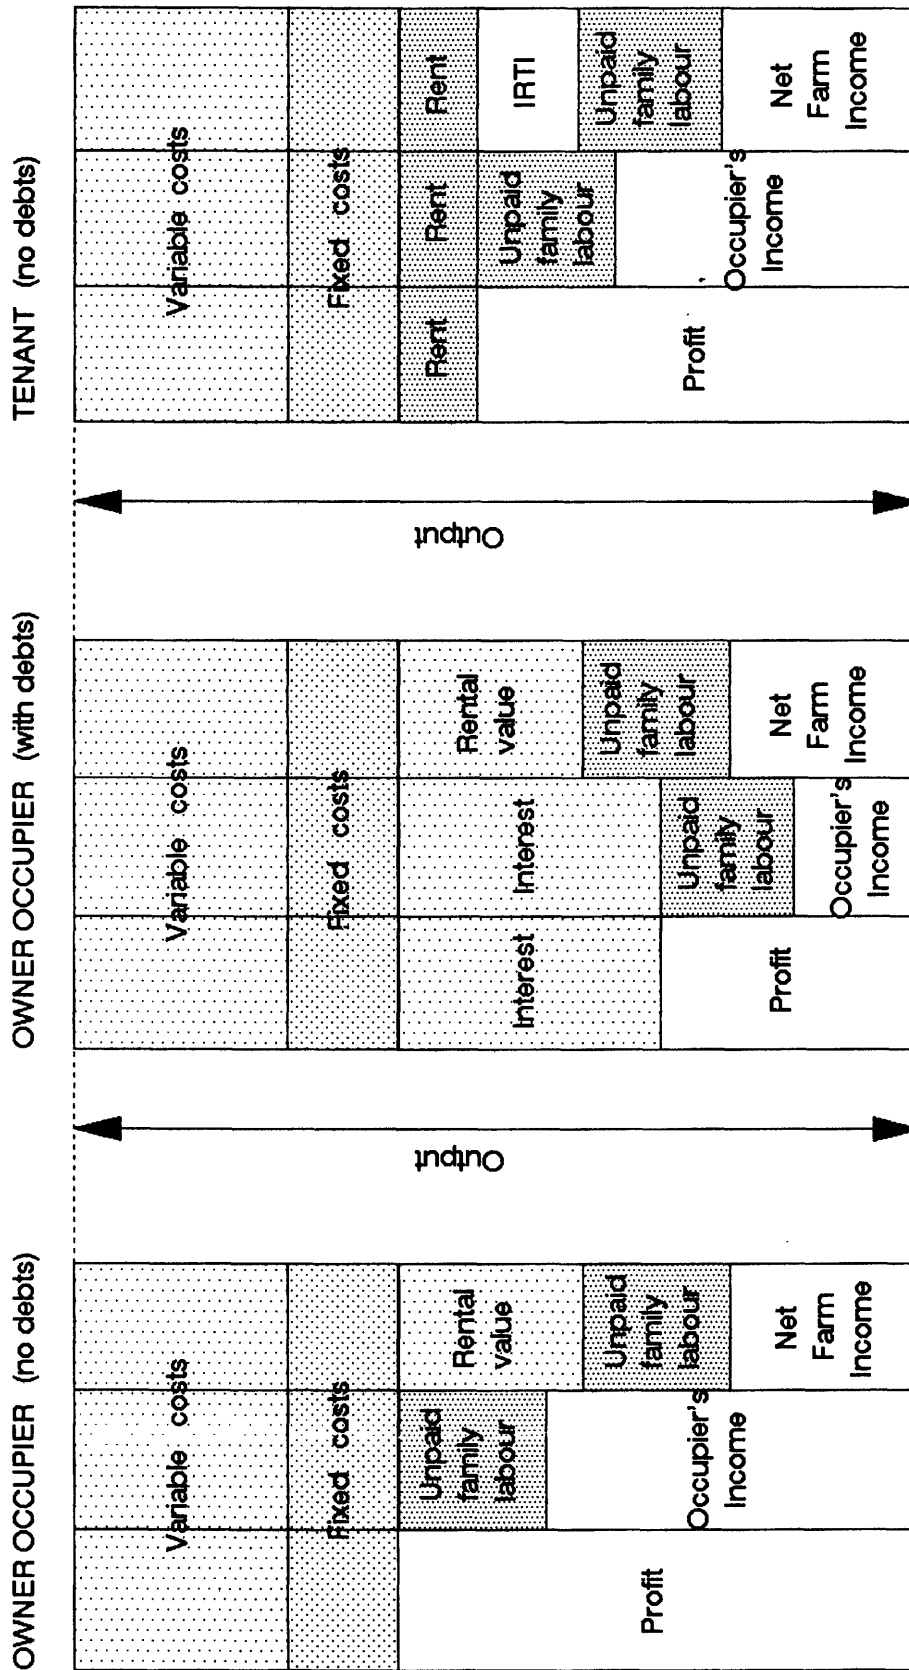 OWNER OCCUPIER (no debts)
Variable costs
Fixed costs
Profit
Unpaid
family
labour
Occupier's
Income
Rental
value
Unpaid
family
labour
Net
Farm
Income
Output
OWNER OCCUPIER (with debts)
Variable costs
Fixed costs
Interest
Profit
Interest
Unpaid
family
labour
Occupier's
Income
Rental
value
Unpaid
family
labour
Net
Farm
Income
Output
TENANT (no debts)
Variable costs
Fixed costs
Rent
Profit
Rent
Unpaid
family
labour
Occupier's
Income
Rent
IRTI
Unpaid
family
labour
Net
Farm
Income